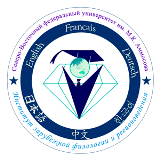 Северо-Восточный федеральный университет им. М.К. Аммосова
English
Francais
Deutsch
日本語
中文
한국어
Институт зарубежной филологии и регионоведения